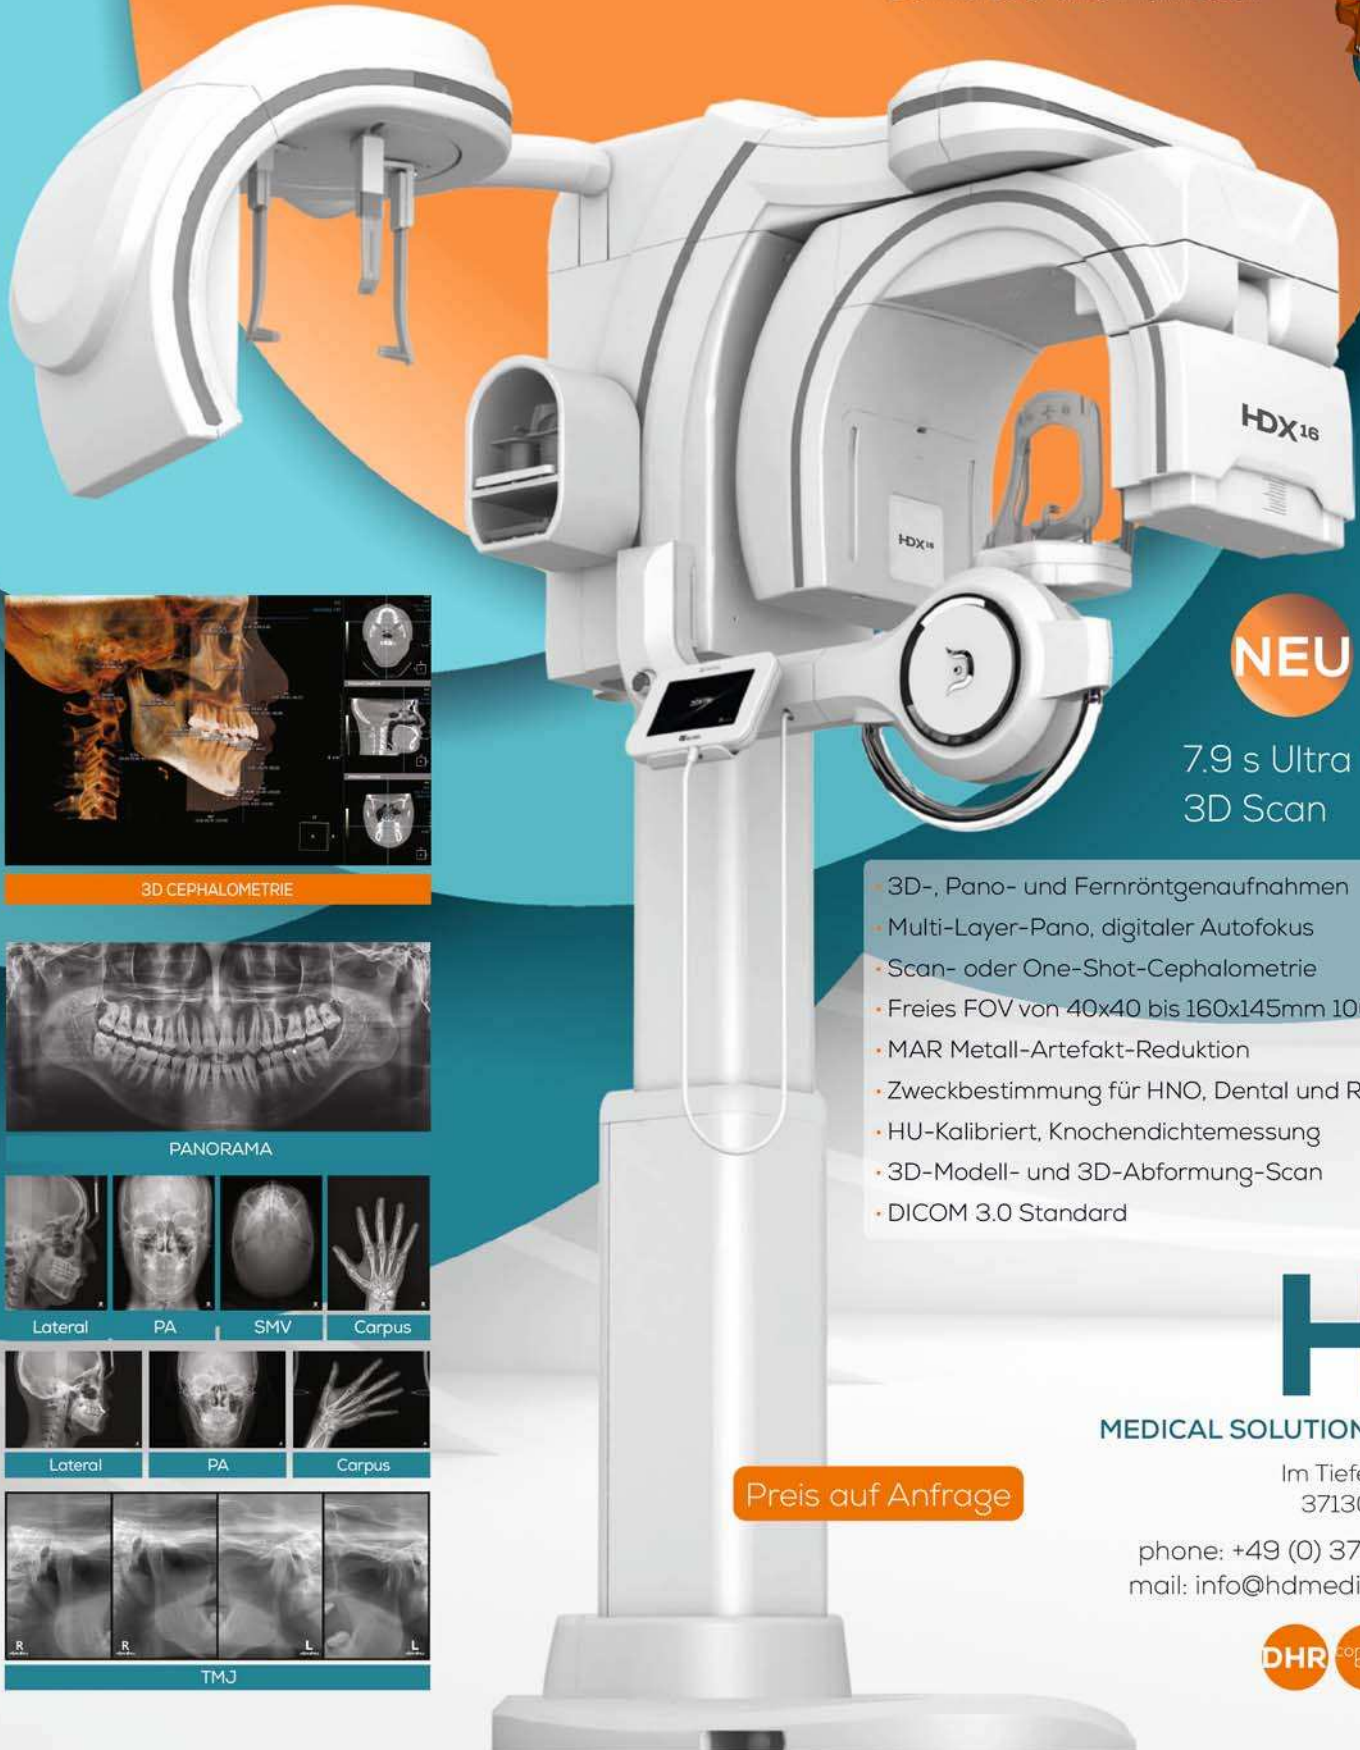 HDX16
HDX16
NEU
7.9 s Ultra
3D Scan
3D CEPHALOMETRIE
· 3D-, Pano- und Fernröntgenaufnahmen
· Multi-Layer-Pano, digitaler Autofokus
· Scan- oder One-Shot-Cephalometrie
· Freies FOV von 40x40 bis 160x145mm
· MAR Metall-Artefakt-Reduktion
· Zweckbestimmung für HNO, Dental und
· HU-Kalibriert, Knochendichtemessung
· 3D-Modell- und 3D-Abformung-Scan
· DICOM 3.0 Standard
PANORAMA
R R R R
Lateral PA SMV Carpus
Lateral PA Carpus
R R L L
TMJ
Preis auf Anfrage
H
MEDICAL
Im
phone: +49 (0)
mail:
DHR